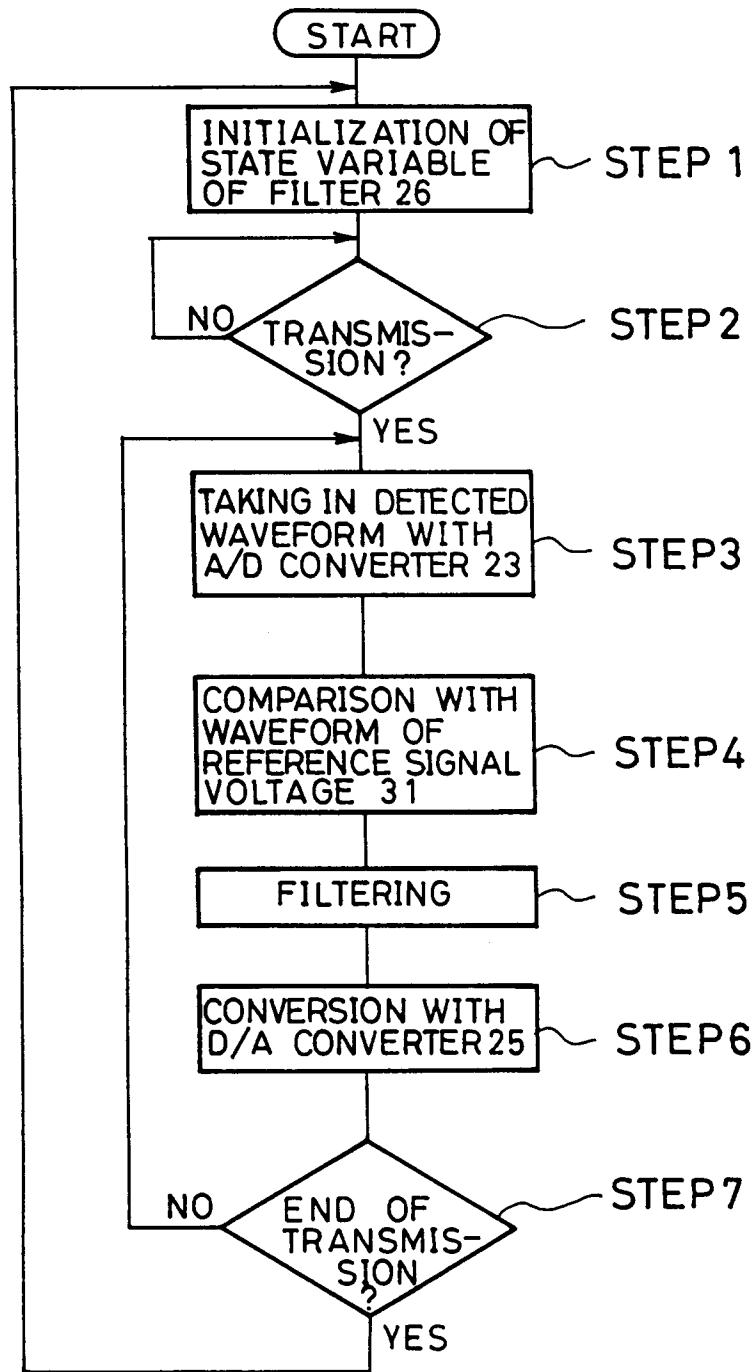 START
INITIALIZATION OF
STATE VARIABLE
OF FILTER 26
STEP 1
NO
TRANSMIS-
SION?
STEP 2
YES
TAKING IN DETECTED
WAVEFORM WITH
A/D CONVERTER 23
STEP3
COMPARISON WITH
WAVEFORM OF
REFERENCE SIGNAL
VOLTAGE 31
STEP4
FILTERING
STEP5
CONVERSION WITH
D/A CONVERTER 25
STEP6
NO
END OF
TRANSMIS-
SION
?
STEP7
YES